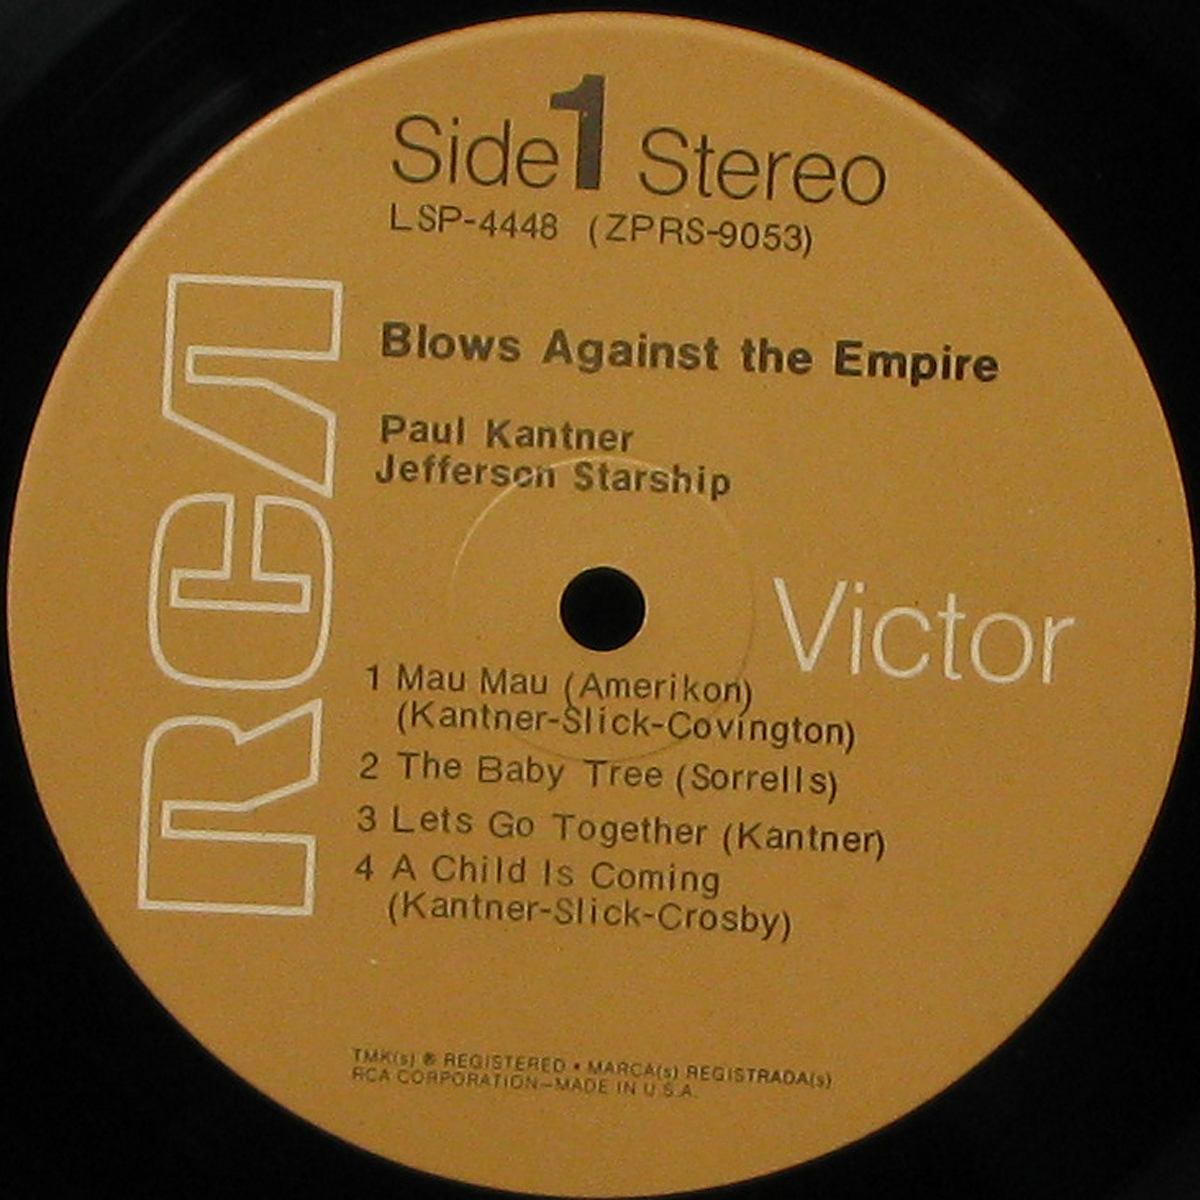 Side 1 Stereo
LSP-4448 (ZPRS-9053)
RCA
Blows Against the Empire
Paul Kantner
Jefferson Starship
Victor
1 Mau Mau (Amerikon)
(Kantner-Slick-Covington)
2 The Baby Tree (Sorrells)
3 Lets Go Together (Kantner)
4 A Child Is Coming
(Kantner-Slick-Crosby)
TMK(s) ® REGISTERED • MARCA(s) REGISTRADA(s)
RCA CORPORATION—MADE IN U.S.A.